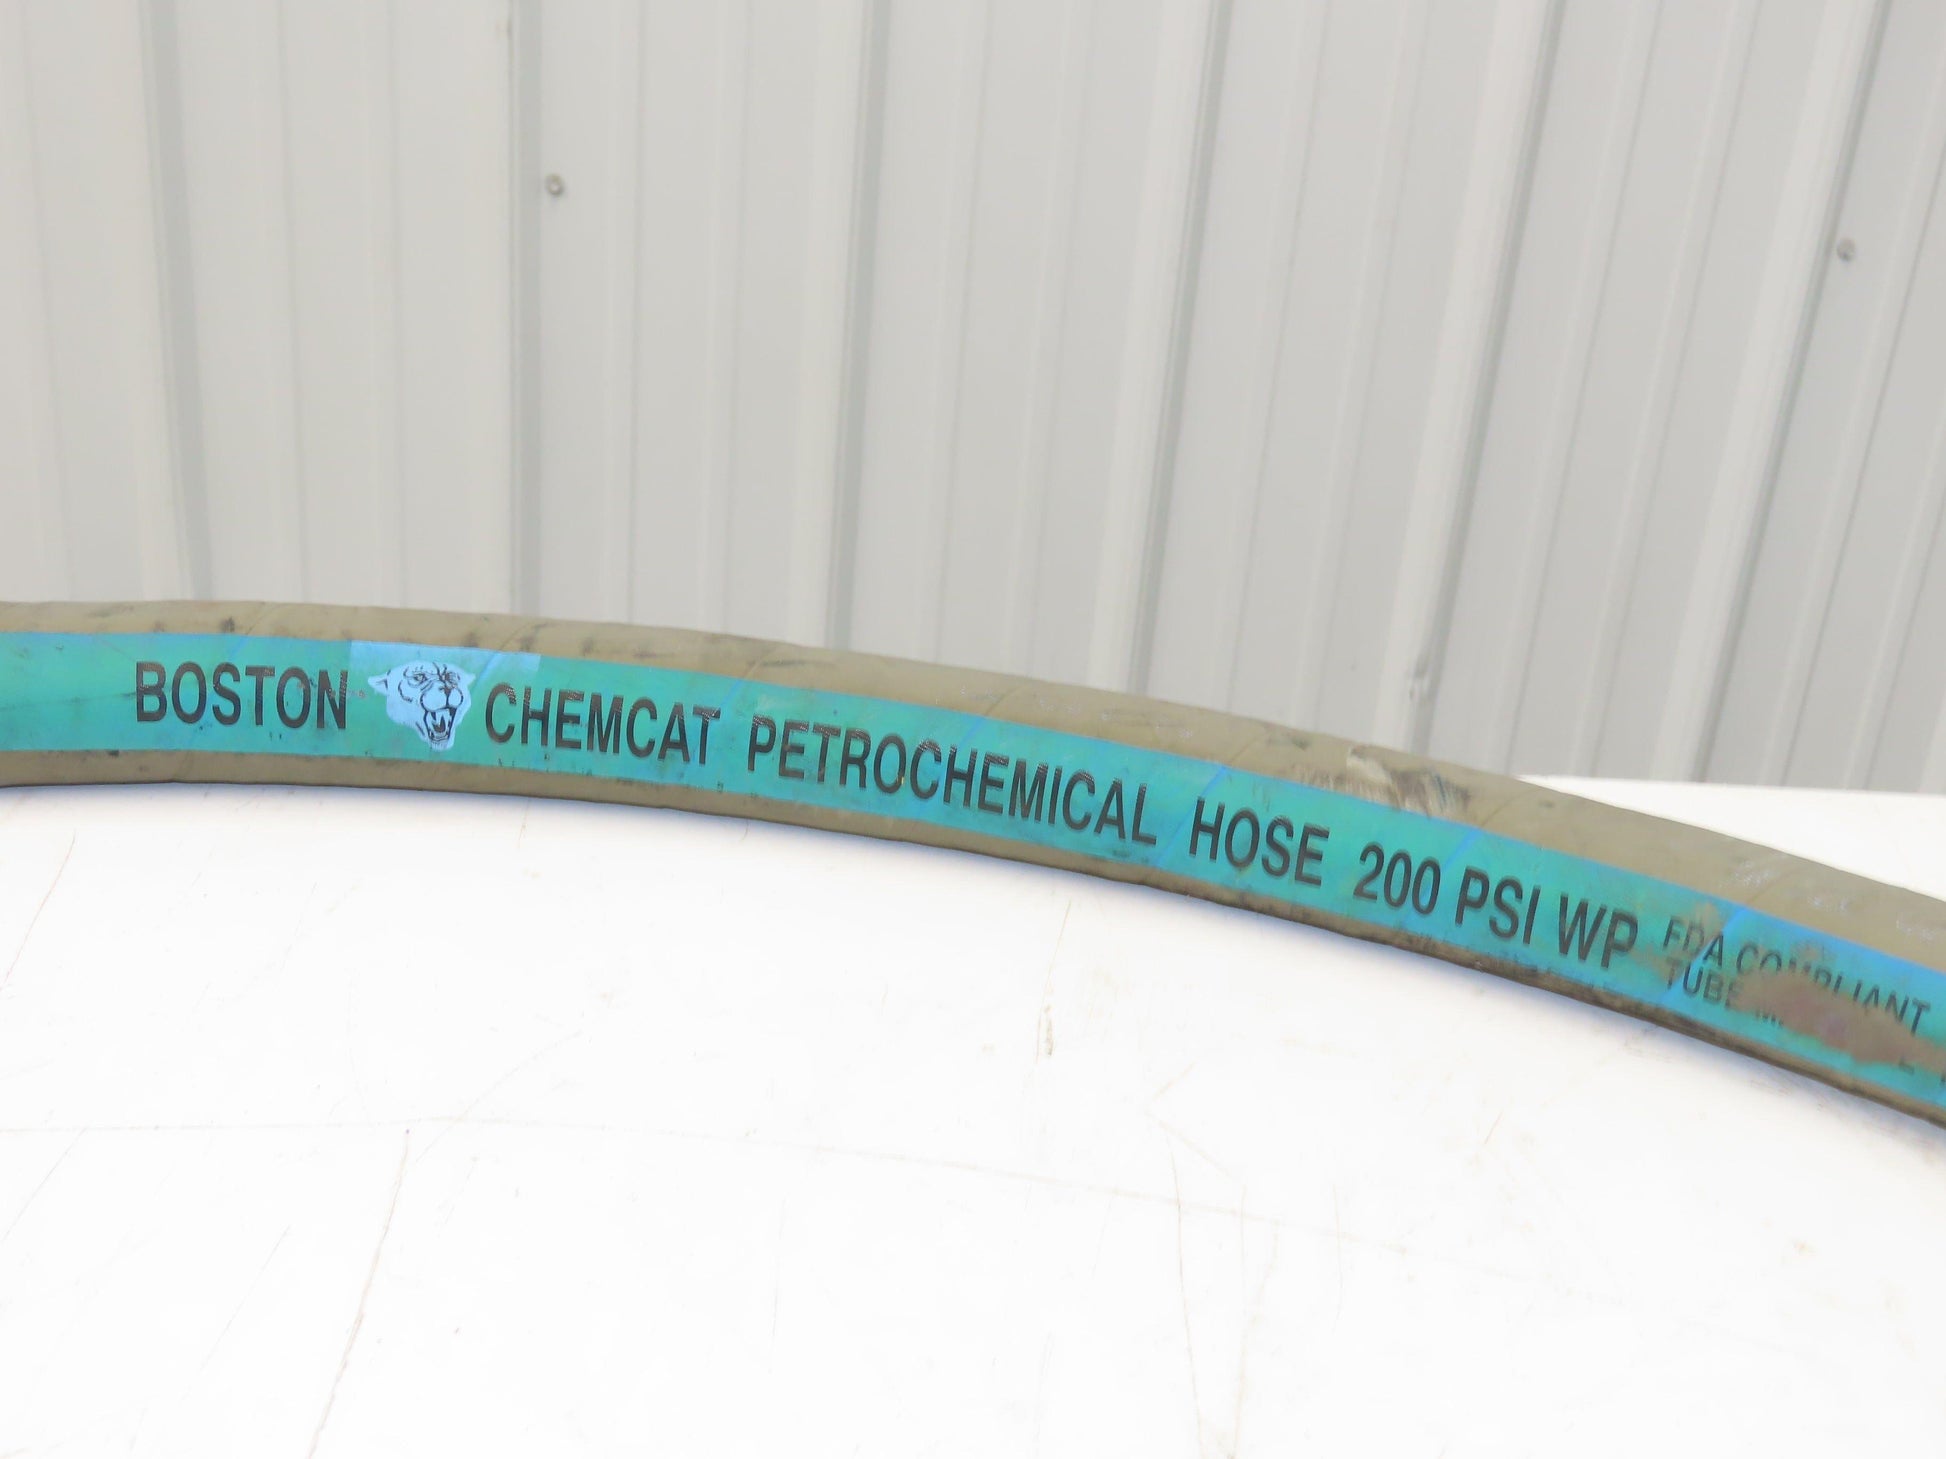 BOSTON CHEMCAT PETROCHEMICAL HOSE 200 PSI WP
FDA COMPLIANT
TUBE